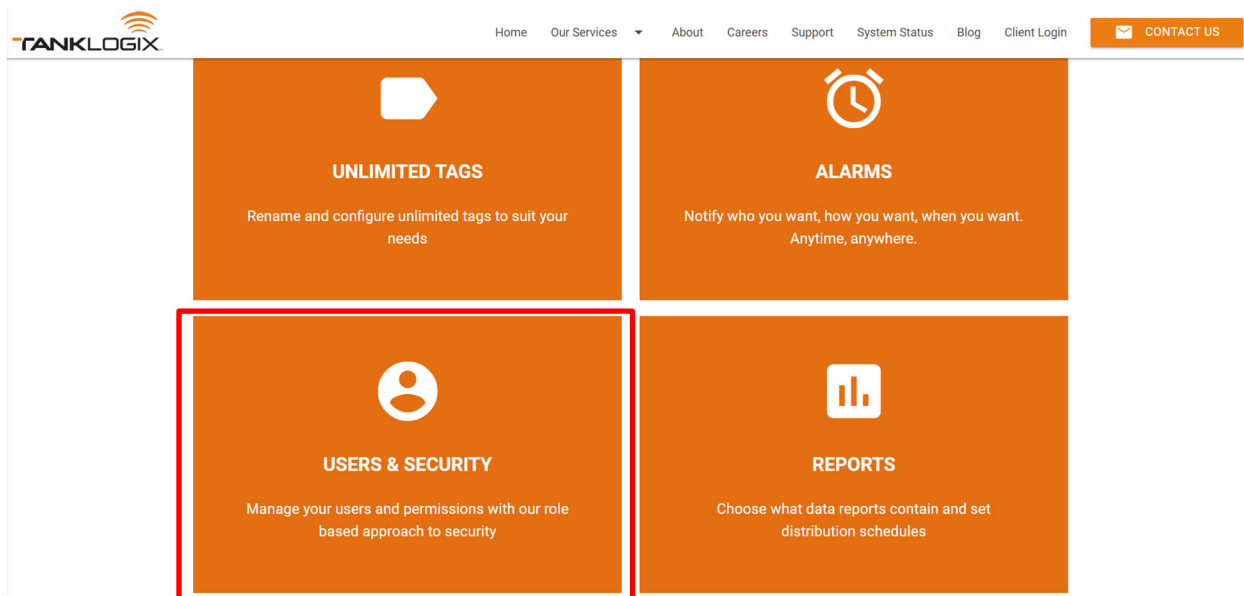 TANKLOGIX
Home Our Services About Careers Support System Status Blog Client Login CONTACT US
UNLIMITED TAGS
Rename and configure unlimited tags to suit your
needs
ALARMS
Notify who you want, how you want, when you want.
Anytime, anywhere.
USERS & SECURITY
Manage your users and permissions with our role
based approach to security
REPORTS
Choose what data reports contain and set
distribution schedules